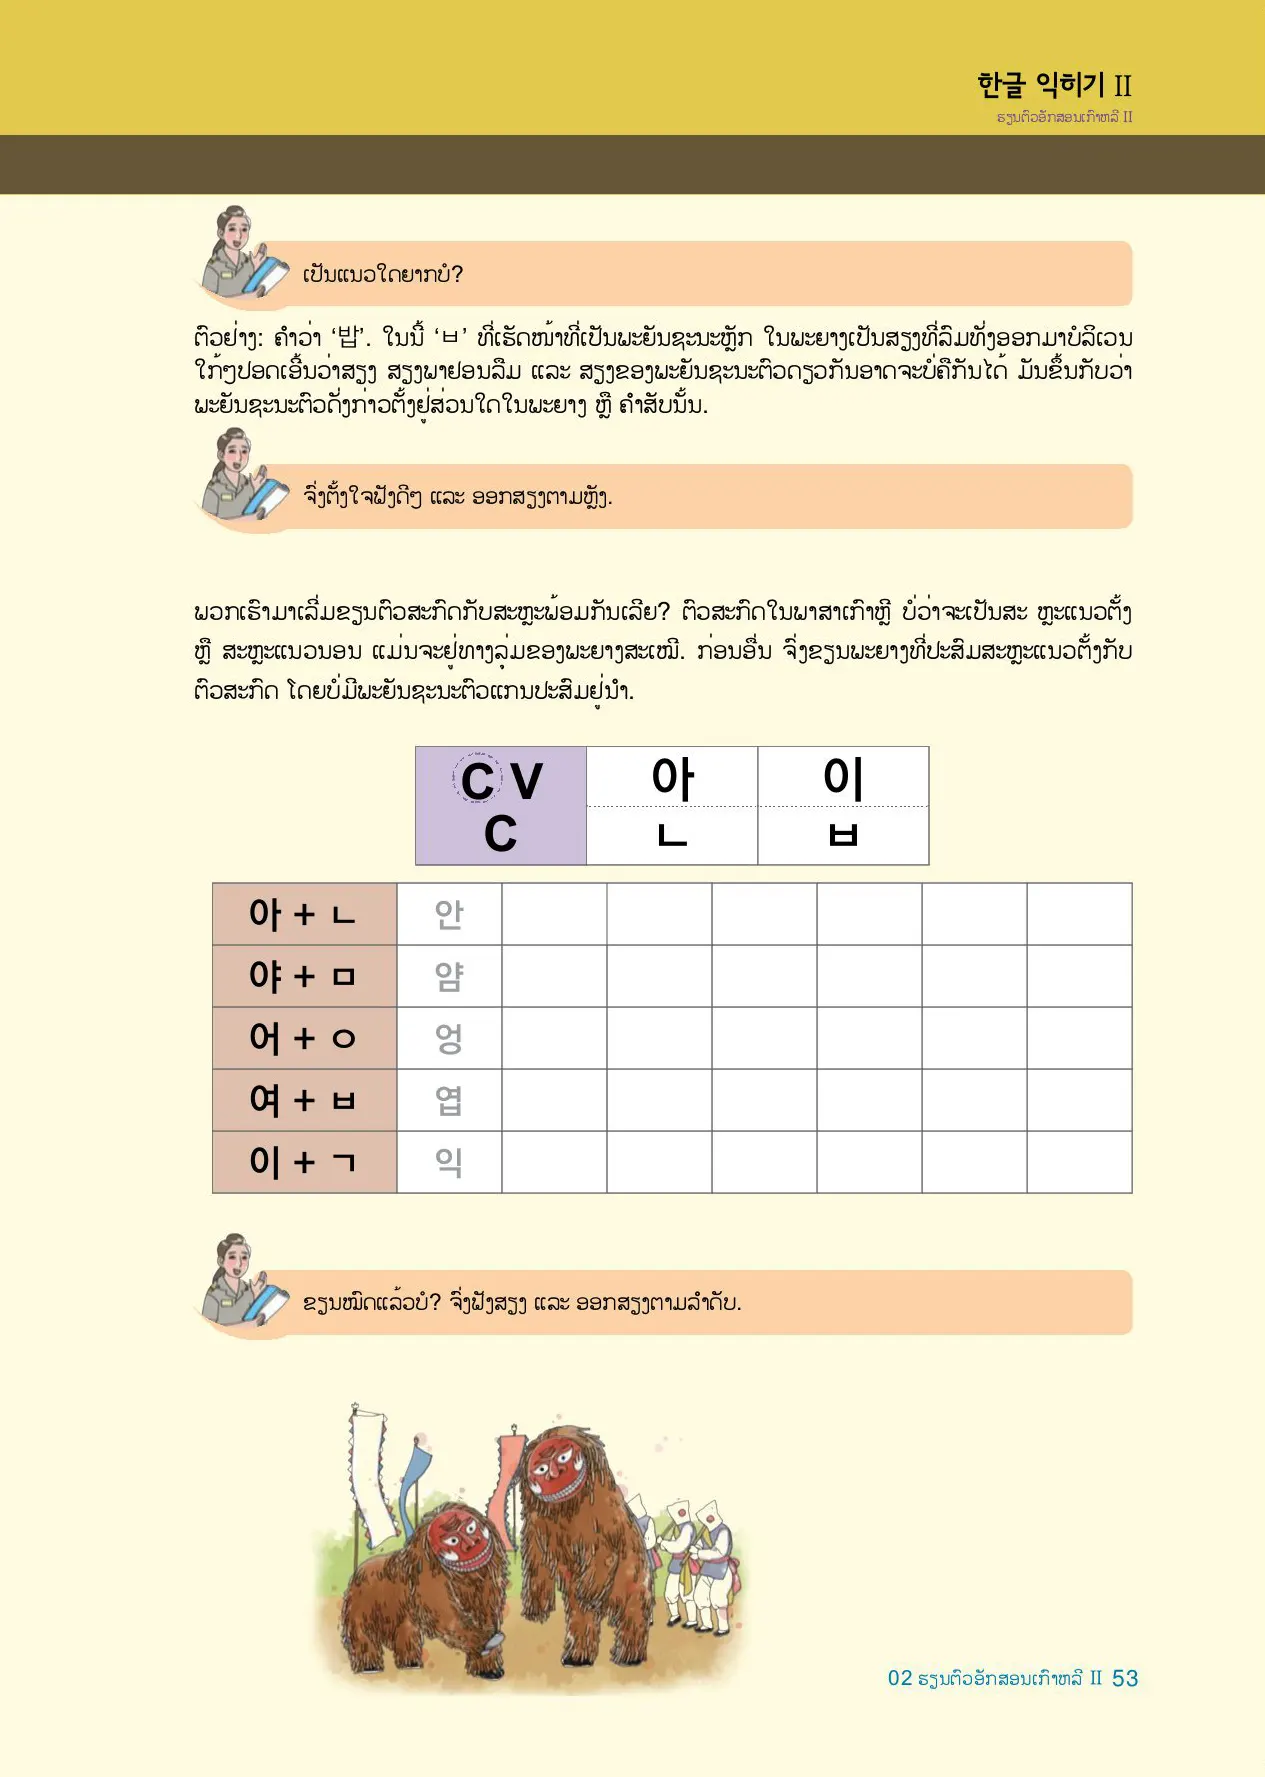 한글 익히기 II
ຮຽນຕົວອັກສອນເກົາຫລີ II
ເປັນແນວໃດຍາກບໍ?
ຕົວຢ່າງ: ຄຳວ່າ ‘밥’. ໃນນີ້ ‘ㅂ’ ທີ່ເຮັດໜ້າທີ່ເປັນພະຍັນຊະນະຫຼັກ ໃນພະຍາງເປັນສຽງທີ່ລົມທັ່ງອອກມາບໍລິເວນ
ໃກ້ໆປອດເອີ້ນວ່າສຽງ ສຽງພາຢອນລືມ ແລະ ສຽງຂອງພະຍັນຊະນະຕົວດຽວກັນອາດຈະບໍ່ຄືກັນໄດ້ ມັນຂຶ້ນກັບວ່າ
ພະຍັນຊະນະຕົວດັ່ງກ່າວຕັ້ງຢູ່ສ່ວນໃດໃນພະຍາງ ຫຼື ຄຳສັບນັ້ນ.
ຈົ່ງຕັ້ງໃຈຟັງດີໆ ແລະ ອອກສຽງຕາມຫຼັງ.
ພວກເຮົາມາເລີ່ມຂຽນຕົວສະກົດກັບສະຫຼະພ້ອມກັນເລີຍ? ຕົວສະກົດໃນພາສາເກົາຫຼີ ບໍ່ວ່າຈະເປັນສະ ຫຼະແນວຕັ້ງ
ຫຼື ສະຫຼະແນວນອນ ແມ່ນຈະຢູ່ທາງລຸ່ມຂອງພະຍາງສະເໝີ. ກ່ອນອື່ນ ຈົ່ງຂຽນພະຍາງທີ່ປະສົມສະຫຼະແນວຕັ້ງກັບ
ຕົວສະກົດ ໂດຍບໍ່ມີພະຍັນຊະນະຕົວແກນປະສົມຢູ່ນຳ.
C V 아 이
C ㄴ ㅂ
아 + ㄴ 안
야 + ㅁ 얌
어 + ㅇ 엉
여 + ㅂ 엽
이 + ㄱ 익
ຂຽນໝົດແລ້ວບໍ? ຈົ່ງຟັງສຽງ ແລະ ອອກສຽງຕາມລຳດັບ.
02 ຮຽນຕົວອັກສອນເກົາຫລີ II 53